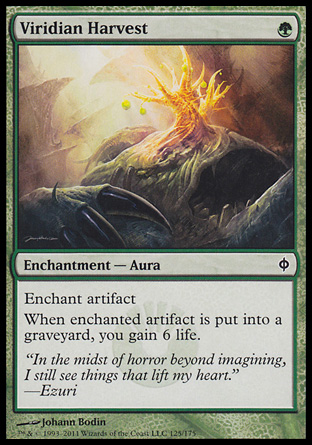 Viridian Harvest
Enchantment — Aura
Enchant artifact
When enchanted artifact is put into a
graveyard, you gain 6 life.
“In the midst of horror beyond imagining,
I still see things that lift my heart.”
—Ezuri
Johann Bodin
™ & © 1993–2011 Wizards of the Coast LLC 125/175